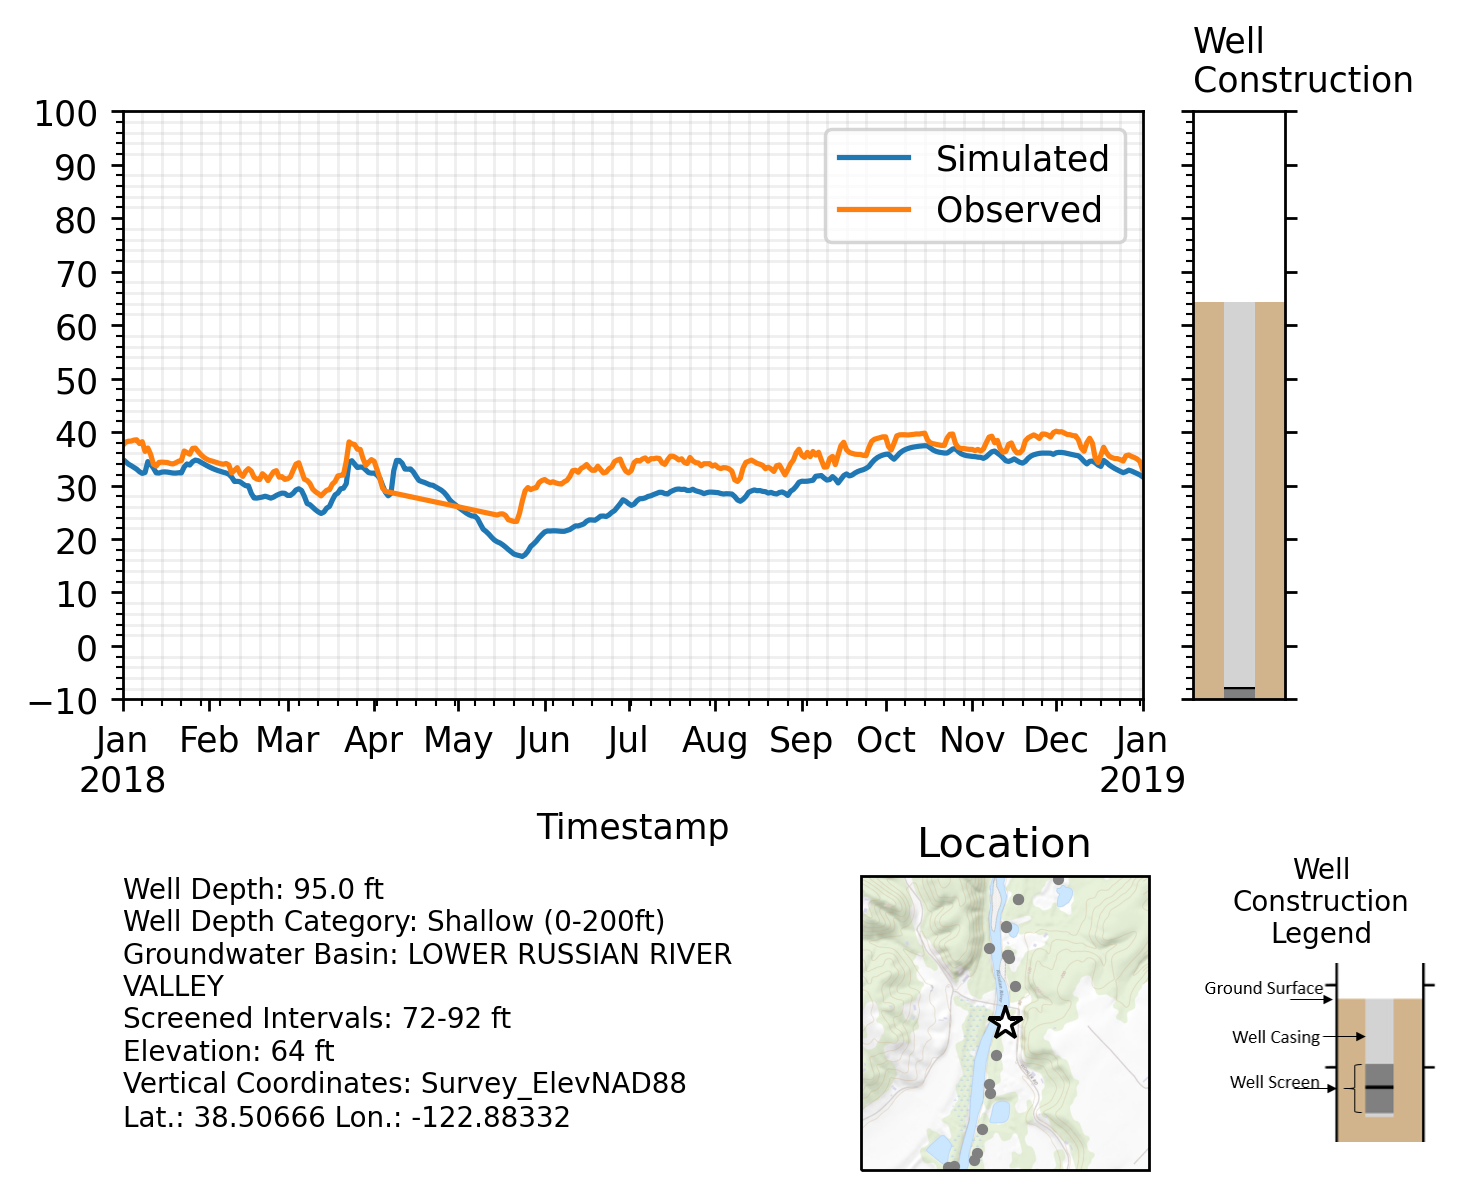 Well
Construction
100
90
80
70
60
50
40
30
20
10
0
−10
Simulated
Observed
Jan Feb Mar Apr May Jun Jul Aug Sep Oct Nov Dec Jan
2018 2019
Timestamp
Well Depth: 95.0 ft
Well Depth Category: Shallow (0-200ft)
Groundwater Basin: LOWER RUSSIAN RIVER
VALLEY
Screened Intervals: 72-92 ft
Elevation: 64 ft
Vertical Coordinates: Survey_ElevNAD88
Lat.: 38.50666 Lon.: -122.88332
Location
Well
Construction
Legend
Ground Surface
Well Casing
Well Screen